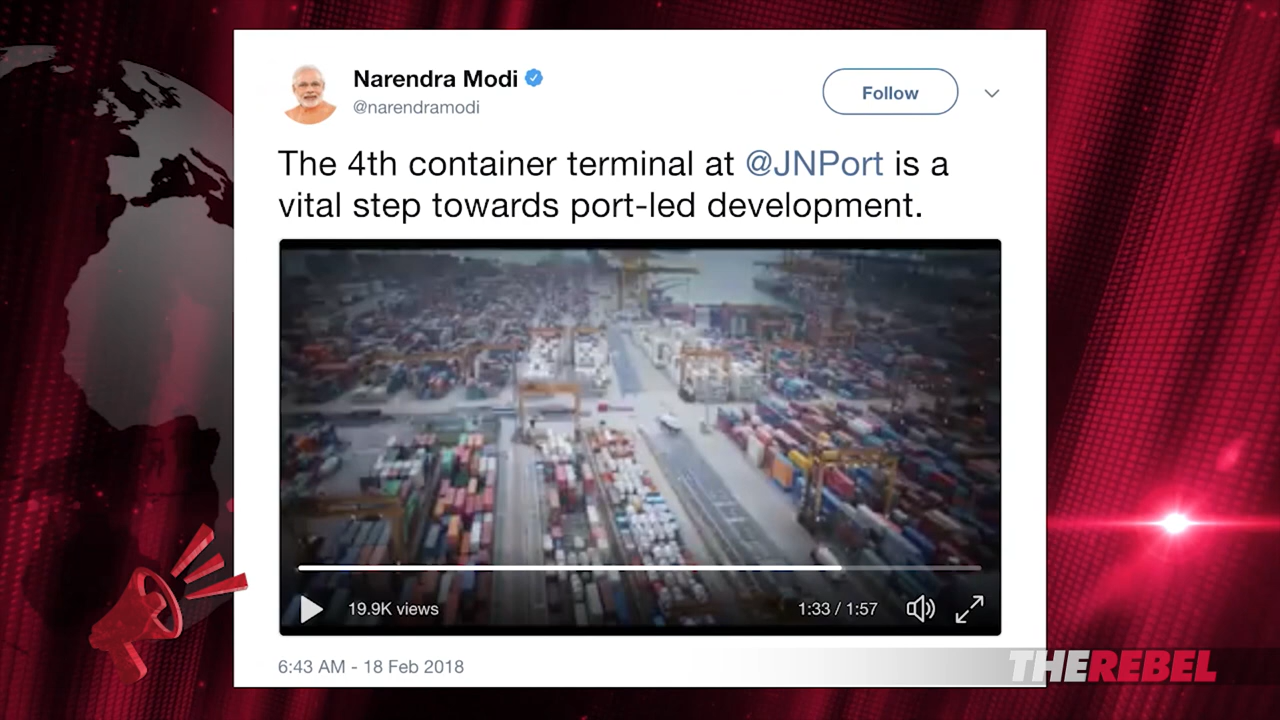 Narendra Modi
@narendramodi
Follow
The 4th container terminal at @JNPort is a
vital step towards port-led development.
19.9K views
1:33 / 1:57
6:43 AM - 18 Feb 2018
THEREBEL